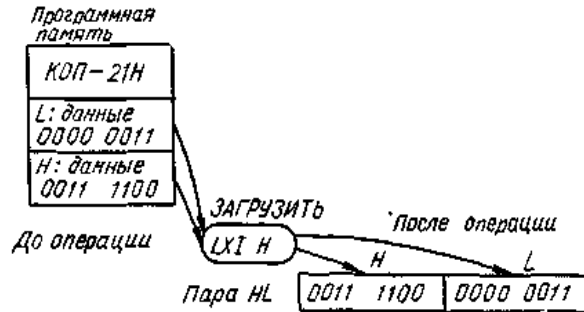 Программная
память
КОП-21H
L: данные
0000 0011
H: данные
0011 1100
ЗАГРУЗИТЬ
До операции
LXI H
После операции
H
L
Пара HL
0011 1100
0000 0011